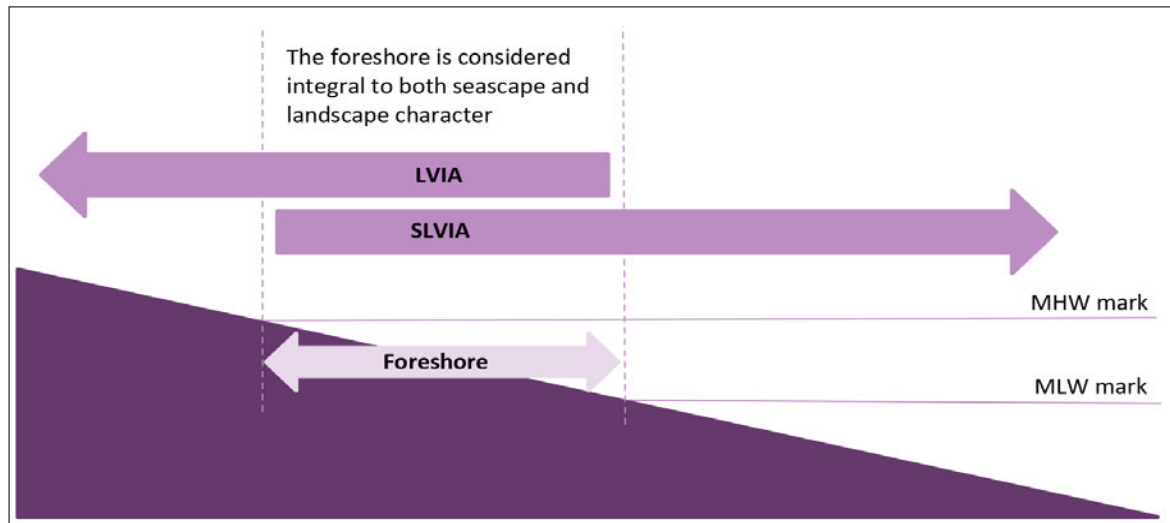 The foreshore is considered
integral to both seascape and
landscape character
LVIA
SLVIA
MHW mark
Foreshore
MLW mark